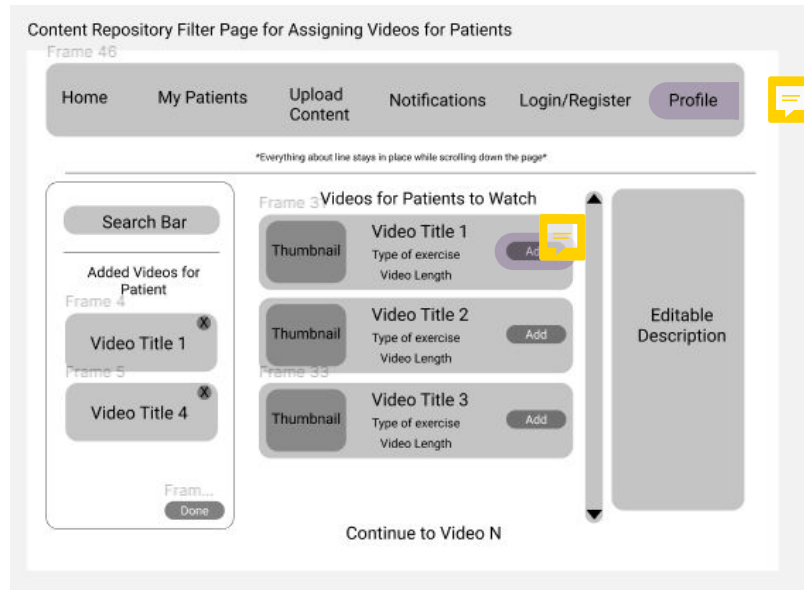 Content Repository Filter Page for Assigning Videos for Patients
Frame 46
Home
My Patients
Upload
Content
Notifications
Login/Register
Profile
*Everything about line stays in place while scrolling down the page*
Search Bar
Added Videos for
Patient
Frame 4
Video Title 1
X
Frame 5
Video Title 4
X
Fram...
Done
Frame 3
Videos for Patients to Watch
Thumbnail
Video Title 1
Type of exercise
Video Length
Thumbnail
Video Title 2
Type of exercise
Video Length
Add
Frame 33
Thumbnail
Video Title 3
Type of exercise
Video Length
Add
Continue to Video N
Editable
Description